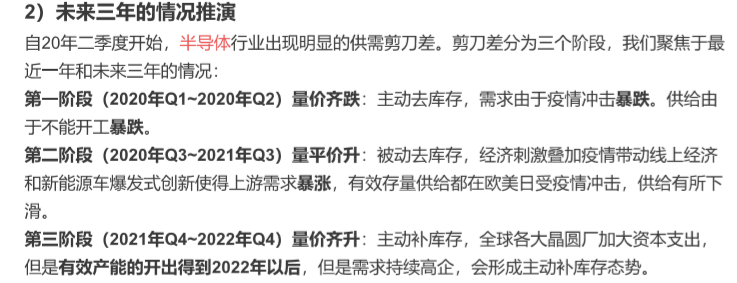 2）未来三年的情况推演
自20年二季度开始，半导体行业出现明显的供需剪刀差。剪刀差分为三个阶段，我们聚焦于最
近一年和未来三年的情况：
第一阶段（2020年Q1~2020年Q2）量价齐跌：主动去库存，需求由于疫情冲击暴跌。供给由
于不能开工暴跌。
第二阶段（2020年Q3~2021年Q3）量平价升：被动去库存，经济刺激叠加疫情带动线上经济
和新能源车爆发式创新使得上游需求暴涨，有效存量供给都在欧美日受疫情冲击，供给有所下
滑。
第三阶段（2021年Q4~2022年Q4）量价齐升：主动补库存，全球各大晶圆厂加大资本支出，
但是有效产能的开出得到2022年以后，但是需求持续高企，会形成主动补库存态势。